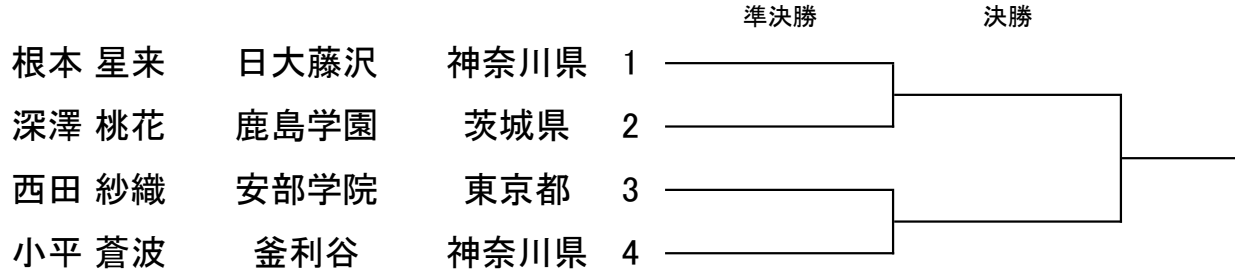 準決勝 決勝
根本 星来 日大藤沢 神奈川県 1
深澤 桃花 鹿島学園 茨城県 2
西田 紗織 安部学院 東京都 3
小平 蒼波 釜利谷 神奈川県 4